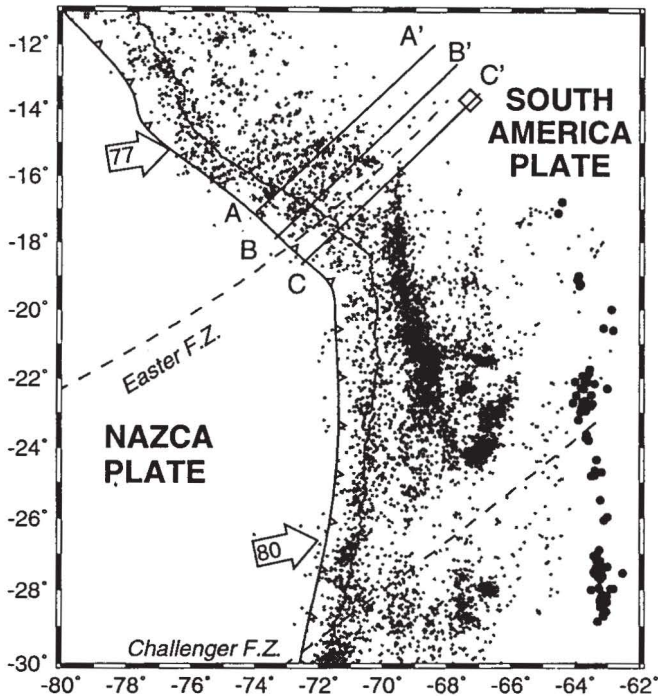 -12°
-14°
-16°
-18°
-20°
-22°
-24°
-26°
-28°
-30°
A'
B'
C'
SOUTH
AMERICA
PLATE
77
A
B
C
Easter F.Z.
NAZCA
PLATE
80
Challenger F.Z.
-80° -78° -76° -74° -72° -70° -68° -66° -64° -62°